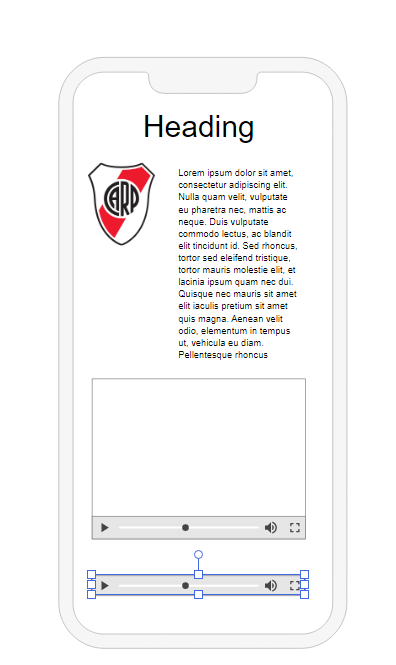 Heading
CARP
Lorem ipsum dolor sit amet,
consectetur adipiscing elit.
Nulla quam velit, vulputate
eu pharetra nec, mattis ac
neque. Duis vulputate
commodo lectus, ac blandit
elit tincidunt id. Sed rhoncus,
tortor sed eleifend tristique,
tortor mauris molestie elit, et
lacinia ipsum quam nec dui.
Quisque nec mauris sit amet
elit iaculis pretium sit amet
quis magna. Aenean velit
odio, elementum in tempus
ut, vehicula eu diam.
Pellentesque rhoncus